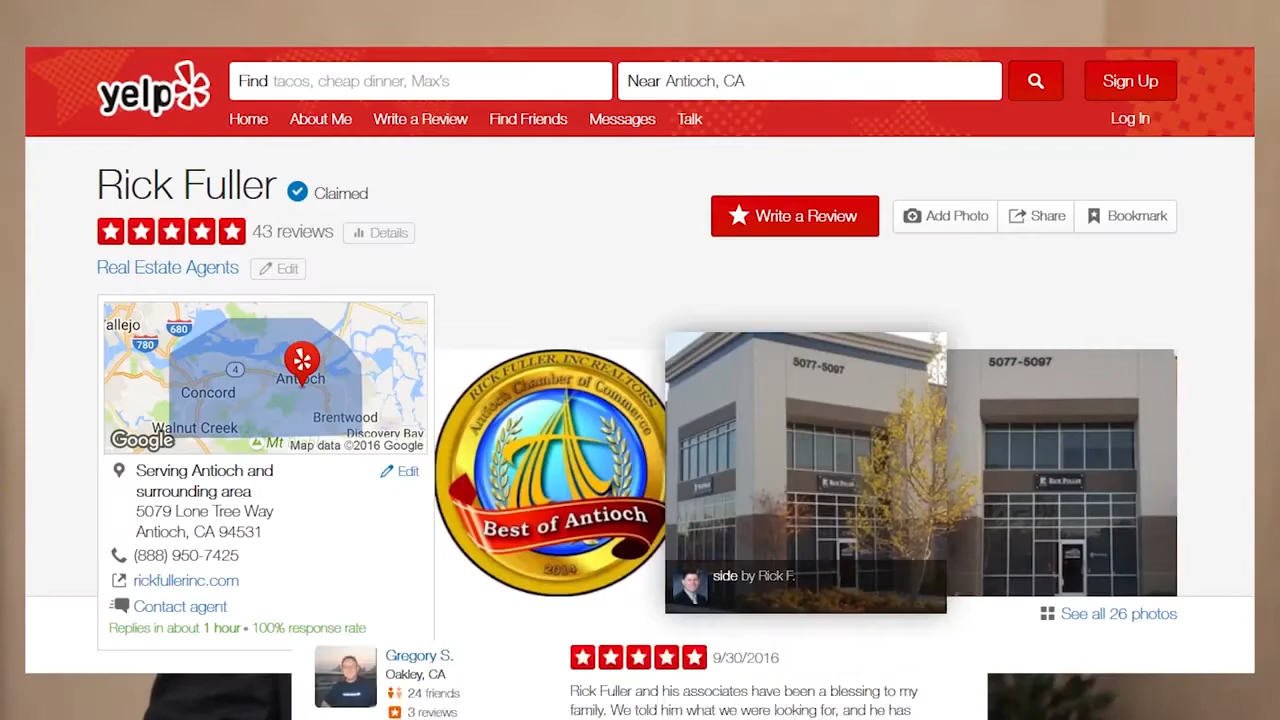 yelp
Find tacos, cheap dinner, Max's
Near Antioch, CA
Sign Up
Home About Me Write a Review Find Friends Messages Talk
Log In
Rick Fuller
Claimed
43 reviews
Details
Write a Review
Add Photo
Share
Bookmark
Real Estate Agents
Edit
allejo
680
780
4
Antioch
Concord
Brentwood
Walnut Creek
Discovery Bay
Google
Mt
Map data ©2016 Google
Serving Antioch and
surrounding area
5079 Lone Tree Way
Antioch, CA 94531
Edit
(888) 950-7425
rickfullerinc.com
Contact agent
Replies in about 1 hour • 100% response rate
RICK FULLER, INC REALTORS
Antioch Chamber of Commerce
Best of Antioch
2014
5077-5097
RICK FULLER
side by Rick F.
5077-5097
RICK FULLER
See all 26 photos
Gregory S.
Oakley, CA
24 friends
3 reviews
9/30/2016
Rick Fuller and his associates have been a blessing to my
family. We told him what we were looking for, and he has